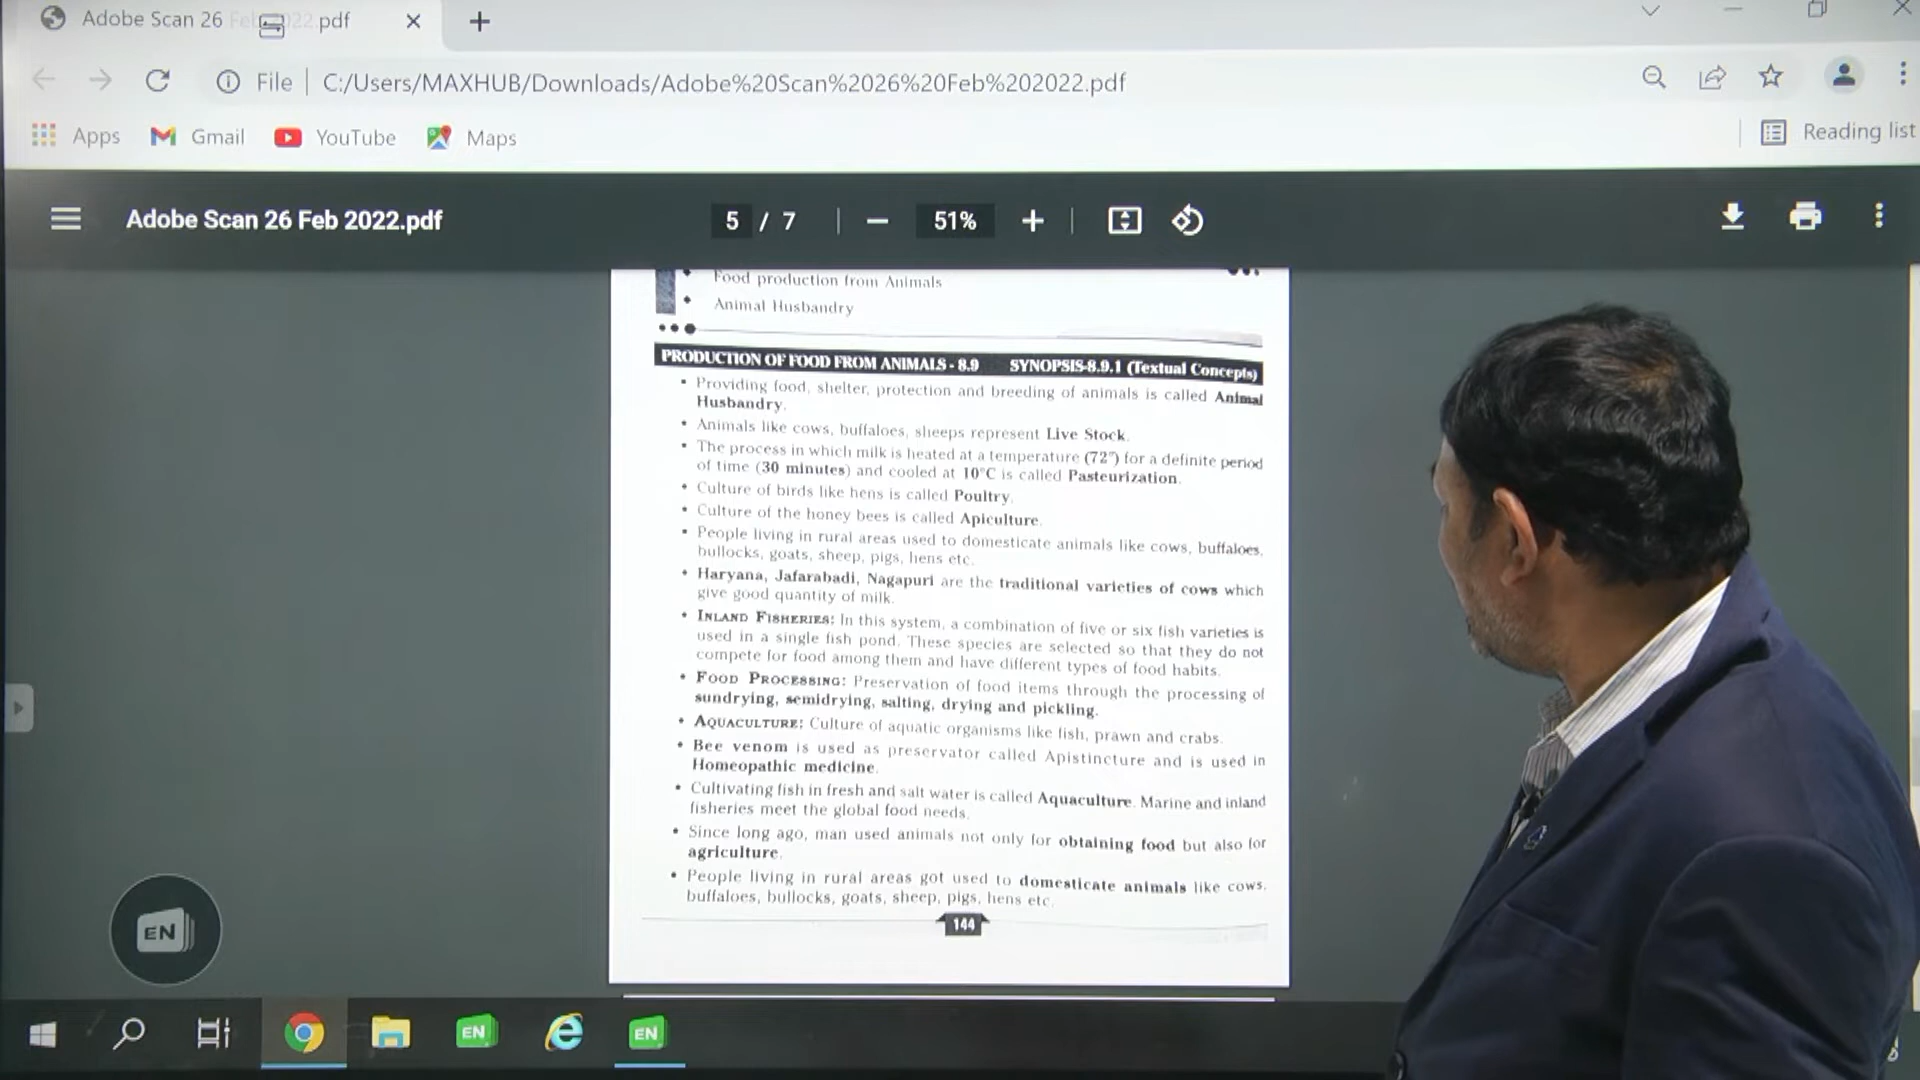 Adobe Scan 26 Feb 2022.pdf
File
C:/Users/MAXHUB/Downloads/Adobe%20Scan%2026%20Feb%202022.pdf
Apps
Gmail
YouTube
Maps
Reading list
Adobe Scan 26 Feb 2022.pdf
5 / 7
51%
Food production from Animals
Animal Husbandry
PRODUCTION OF FOOD FROM ANIMALS - 8.9 SYNOPSIS-8.9.1 (Textual Concepts)
• Providing food, shelter, protection and breeding of animals is called Animal
Husbandry.
• Animals like cows, buffaloes, sheeps represent Live Stock.
• The process in which milk is heated at a temperature (72°) for a definite period
of time (30 minutes) and cooled at 10°C is called Pasteurization.
• Culture of birds like hens is called Poultry.
• Culture of the honey bees is called Apiculture.
• People living in rural areas used to domesticate animals like cows, buffaloes,
bullocks, goats, sheep, pigs, hens etc.
• Haryana, Jafarabadi, Nagapuri are the traditional varieties of cows which
give good quantity of milk.
• INLAND FISHERIES: In this system, a combination of five or six fish varieties is
used in a single fish pond. These species are selected so that they do not
compete for food among them and have different types of food habits.
• FOOD PROCESSING: Preservation of food items through the processing of
sundrying, semidrying, salting, drying and pickling.
• AQUACULTURE: Culture of aquatic organisms like fish, prawn and crabs.
• Bee venom is used as preservator called Apistincture and is used in
Homeopathic medicine.
• Cultivating fish in fresh and salt water is called Aquaculture. Marine and inland
fisheries meet the global food needs.
• Since long ago, man used animals not only for obtaining food but also for
agriculture.
• People living in rural areas got used to domesticate animals like cows,
buffaloes, bullocks, goats, sheep, pigs, hens etc.
144
EN
EN
EN